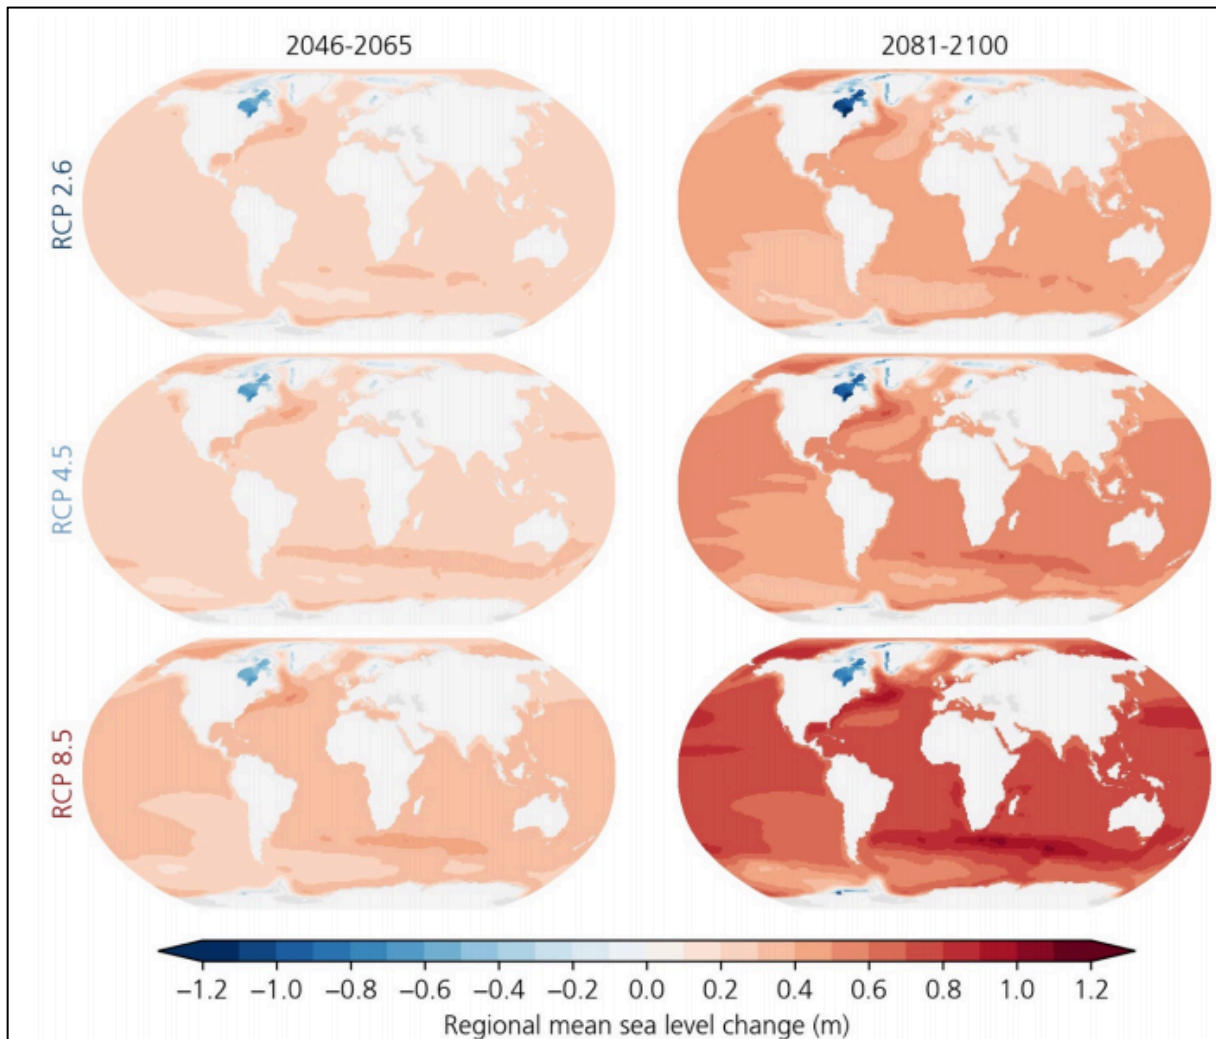 2046-2065
2081-2100
RCP 2.6
RCP 4.5
RCP 8.5
−1.2 −1.0 −0.8 −0.6 −0.4 −0.2 0.0 0.2 0.4 0.6 0.8 1.0 1.2
Regional mean sea level change (m)